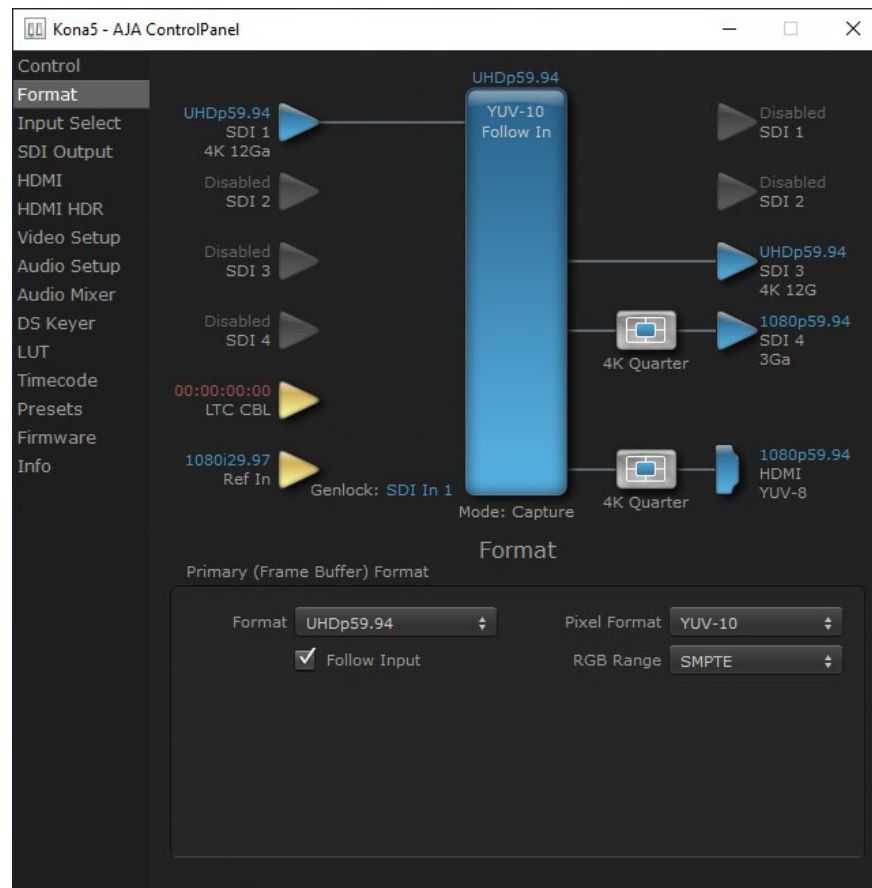 Kona5 - AJA ControlPanel
Control
Format
Input Select
SDI Output
HDMI
HDMI HDR
Video Setup
Audio Setup
Audio Mixer
DS Keyer
LUT
Timecode
Presets
Firmware
Info
UHDp59.94
YUV-10
Follow In
UHDp59.94
SDI 1
4K 12Ga
Disabled
SDI 2
Disabled
SDI 3
Disabled
SDI 4
00:00:00:00
LTC CBL
1080i29.97
Ref In
Genlock: SDI In 1
Mode: Capture
Disabled
SDI 1
Disabled
SDI 2
UHDp59.94
SDI 3
4K 12G
4K Quarter
1080p59.94
SDI 4
3Ga
4K Quarter
1080p59.94
HDMI
YUV-8
Format
Primary (Frame Buffer) Format
Format UHDp59.94
Pixel Format YUV-10
Follow Input
RGB Range SMPTE